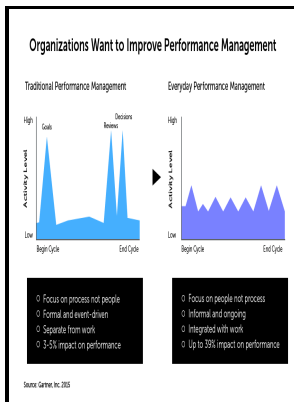 Organizations Want to Improve Performance Management
Traditional Performance Management
High
Goals
Reviews
Decisions
Activity Level
Low
Begin Cycle
End Cycle
Everyday Performance Management
High
Activity Level
Low
Begin Cycle
End Cycle
○ Focus on process not people
○ Formal and event-driven
○ Separate from work
○ 3-5% impact on performance
○ Focus on people not process
○ Informal and ongoing
○ Integrated with work
○ Up to 39% impact on performance
Source: Gartner, Inc. 2015